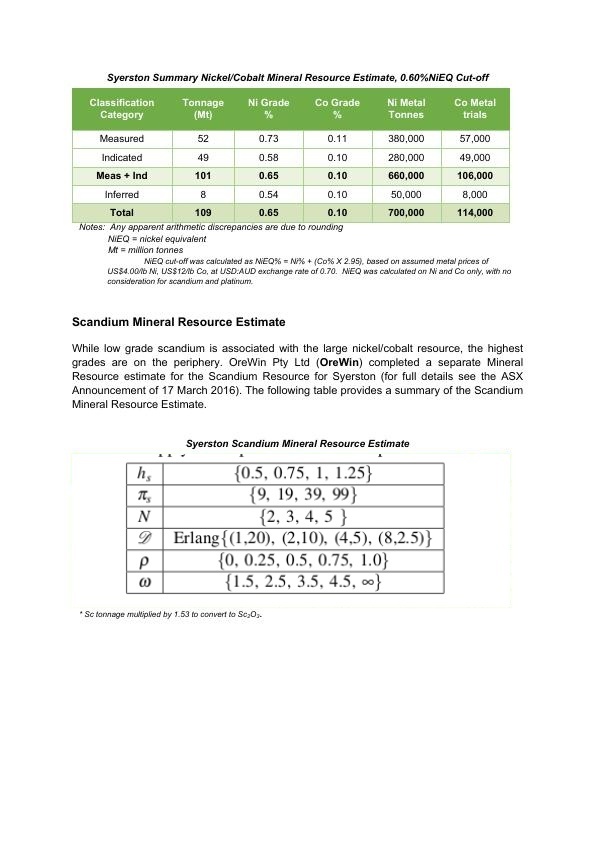 Syerston Summary Nickel/Cobalt Mineral Resource Estimate, 0.60%NiEQ Cut-off
Classification Category Tonnage (Mt) Ni Grade % Co Grade % Ni Metal Tonnes Co Metal trials
Measured 52 0.73 0.11 380,000 57,000
Indicated 49 0.58 0.10 280,000 49,000
Meas + Ind 101 0.65 0.10 660,000 106,000
Inferred 8 0.54 0.10 50,000 8,000
Total 109 0.65 0.10 700,000 114,000
Notes: Any apparent arithmetic discrepancies are due to rounding
NiEQ = nickel equivalent
Mt = million tonnes
NiEQ cut-off was calculated as NiEQ% = Ni% + (Co% X 2.95), based on assumed metal prices of
US$4.00/lb Ni, US$12/lb Co, at USD:AUD exchange rate of 0.70. NiEQ was calculated on Ni and Co only, with no
consideration for scandium and platinum.
Scandium Mineral Resource Estimate
While low grade scandium is associated with the large nickel/cobalt resource, the highest
grades are on the periphery. OreWin Pty Ltd (OreWin) completed a separate Mineral
Resource estimate for the Scandium Resource for Syerston (for full details see the ASX
Announcement of 17 March 2016). The following table provides a summary of the Scandium
Mineral Resource Estimate.
Syerston Scandium Mineral Resource Estimate
h_s {0.5, 0.75, 1, 1.25}
π_s {9, 19, 39, 99}
N {2, 3, 4, 5 }
𝒟 Erlang{(1,20), (2,10), (4,5), (8,2.5)}
ρ {0, 0.25, 0.5, 0.75, 1.0}
ω {1.5, 2.5, 3.5, 4.5, ∞}
* Sc tonnage multiplied by 1.53 to convert to Sc₂O₃.